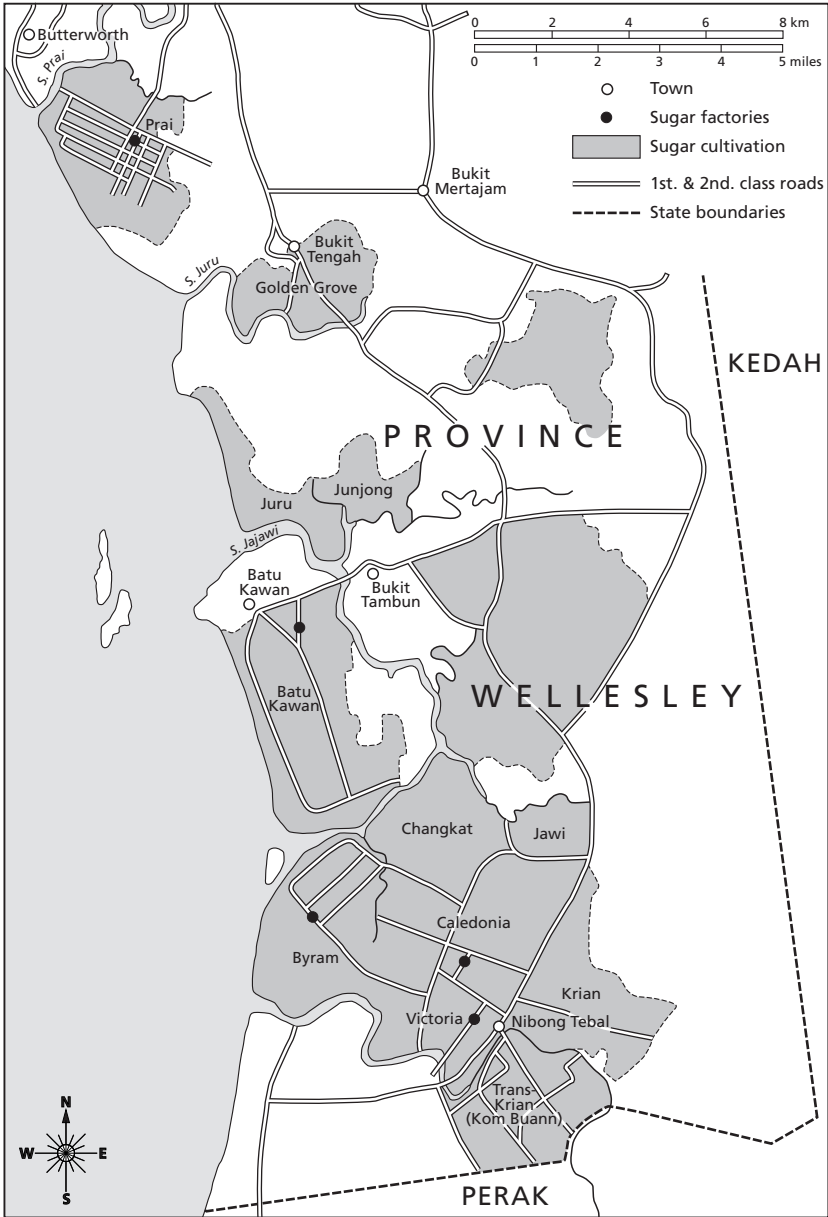 0 2 4 6 8 km
0 1 2 3 4 5 miles
Town
Sugar factories
Sugar cultivation
1st. & 2nd. class roads
State boundaries
Butterworth
S. Prai
Prai
Bukit
Mertajam
Bukit
Tengah
S. Juru
Golden Grove
KEDAH
PROVINCE
Juru
Junjong
S. Jajawi
Batu
Kawan
Bukit
Tambun
Batu
Kawan
WELLESLEY
Changkat
Jawi
Caledonia
Byram
Krian
Victoria
Nibong Tebal
Trans-
Krian
(Kom Buann)
N
W E
S
PERAK